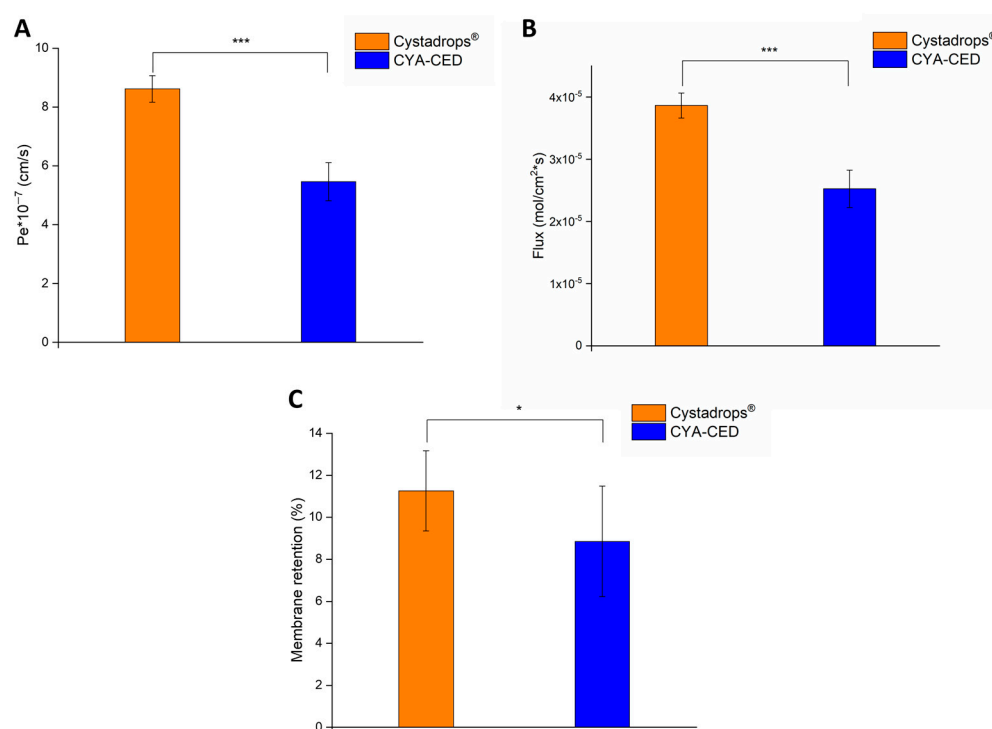 A
***
Cystadrops®
CYA-CED
Pe*10⁻⁷ (cm/s)
10
8
6
4
2
0
B
***
Cystadrops®
CYA-CED
Flux (mol/cm²*s)
4x10⁻⁵
3x10⁻⁵
2x10⁻⁵
1x10⁻⁵
0
C
*
Cystadrops®
CYA-CED
Membrane retention (%)
14
12
10
8
6
4
2
0